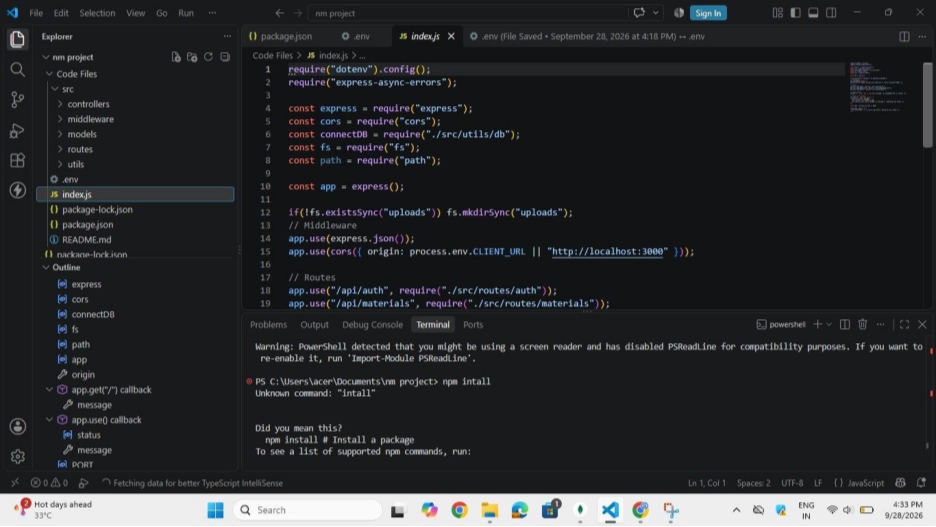 File Edit Selection View Go Run ···
nm project
Sign In
Explorer
nm project
Code Files
src
controllers
middleware
models
routes
utils
.env
index.js
package-lock.json
package.json
README.md
package-lock.json
Outline
express
cors
connectDB
fs
path
app
origin
app.get("/") callback
message
app.use() callback
status
message
PORT
package.json .env index.js .env (File Saved • September 28, 2026 at 4:18 PM) ↔ .env
Code Files > JS index.js > ...
1 require("dotenv").config();
2 require("express-async-errors");
3
4 const express = require("express");
5 const cors = require("cors");
6 const connectDB = require("./src/utils/db");
7 const fs = require("fs");
8 const path = require("path");
9
10 const app = express();
11
12 if(!fs.existsSync("uploads")) fs.mkdirSync("uploads");
13 // Middleware
14 app.use(express.json());
15 app.use(cors({ origin: process.env.CLIENT_URL || "http://localhost:3000" }));
16
17 // Routes
18 app.use("/api/auth", require("./src/routes/auth"));
19 app.use("/api/materials", require("./src/routes/materials"));
Problems Output Debug Console Terminal Ports
powershell
Warning: PowerShell detected that you might be using a screen reader and has disabled PSReadLine for compatibility purposes. If you want to
re-enable it, run 'Import-Module PSReadLine'.
PS C:\Users\acer\Documents\nm project> npm intall
Unknown command: "intall"
Did you mean this?
npm install # Install a package
To see a list of supported npm commands, run:
0 0 Fetching data for better TypeScript IntelliSense
Ln 1, Col 1 Spaces: 2 UTF-8 LF {} JavaScript
2
Hot days ahead
33°C
Search
1
ENG
IN
4:33 PM
9/28/2026